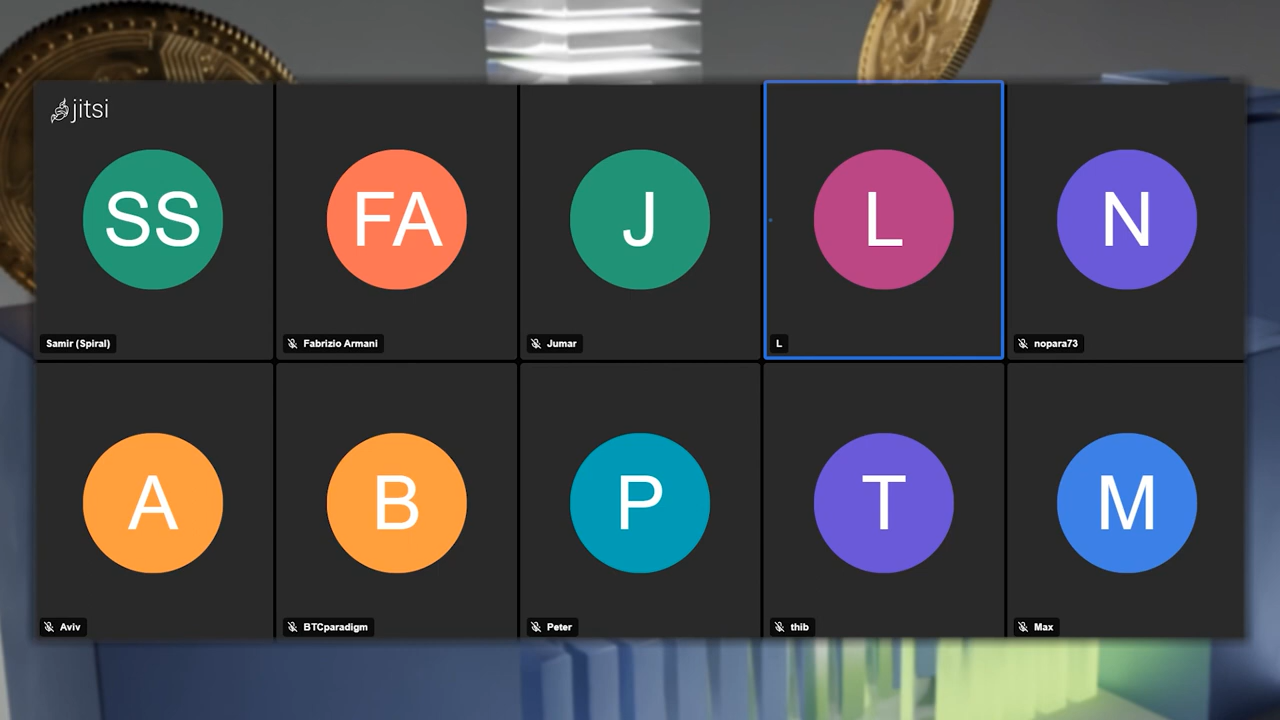 jitsi
SS
FA
J
L
N
Samir (Spiral)
Fabrizio Armani
Jumar
L
nopara73
A
B
P
T
M
Aviv
BTCparadigm
Peter
thib
Max